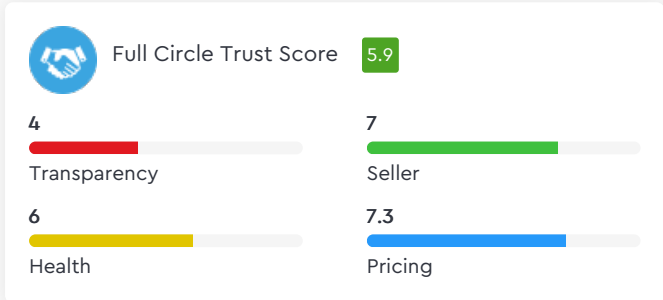 Full Circle Trust Score 5.9
4
Transparency
7
Seller
6
Health
7.3
Pricing